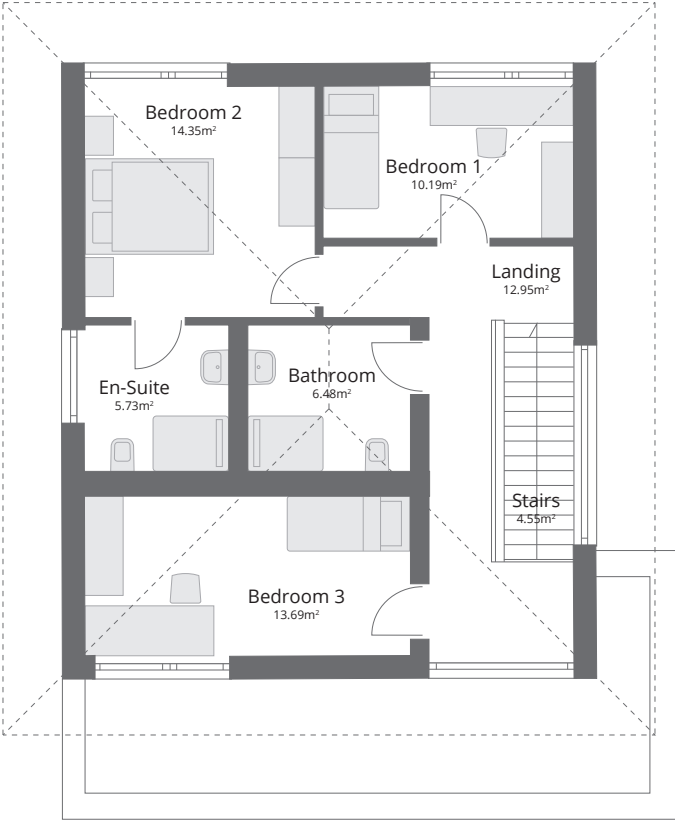 Bedroom 2
14.35m²
Bedroom 1
10.19m²
Landing
12.95m²
En-Suite
5.73m²
Bathroom
6.48m²
Stairs
4.55m²
Bedroom 3
13.69m²